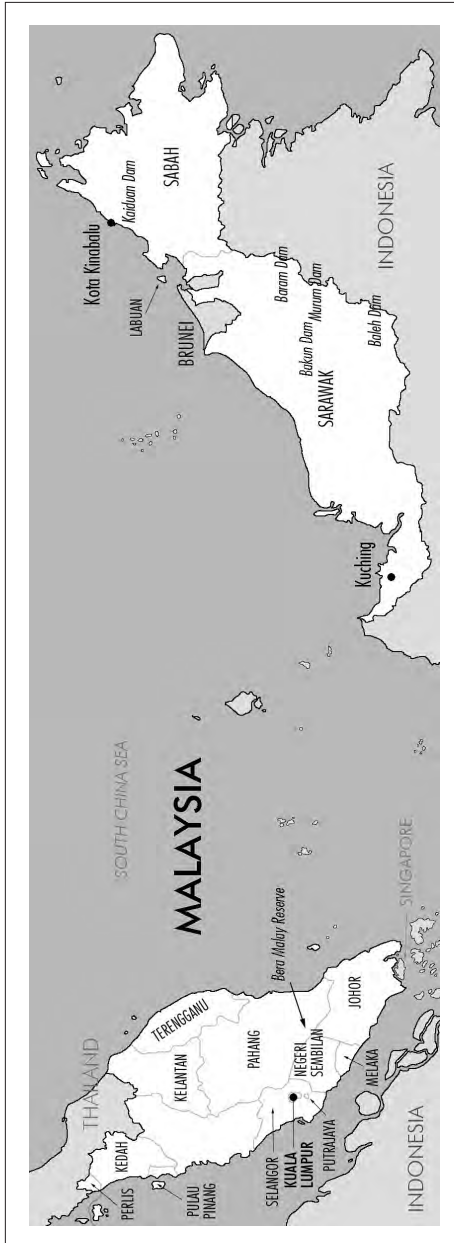 MALAYSIA
SOUTH CHINA SEA
THAILAND
PERLIS
KEDAH
PULAU
PINANG
KELANTAN
TERENGGANU
PAHANG
SELANGOR
KUALA
LUMPUR
PUTRAJAYA
NEGERI
SEMBILAN
MELAKA
JOHOR
Bera Malay Reserve
SINGAPORE
INDONESIA
Kuching
SARAWAK
Bakun Dam
Murum Dam
Baram Dam
Baleh Dam
BRUNEI
LABUAN
Kota Kinabalu
Kaiduan Dam
SABAH
INDONESIA